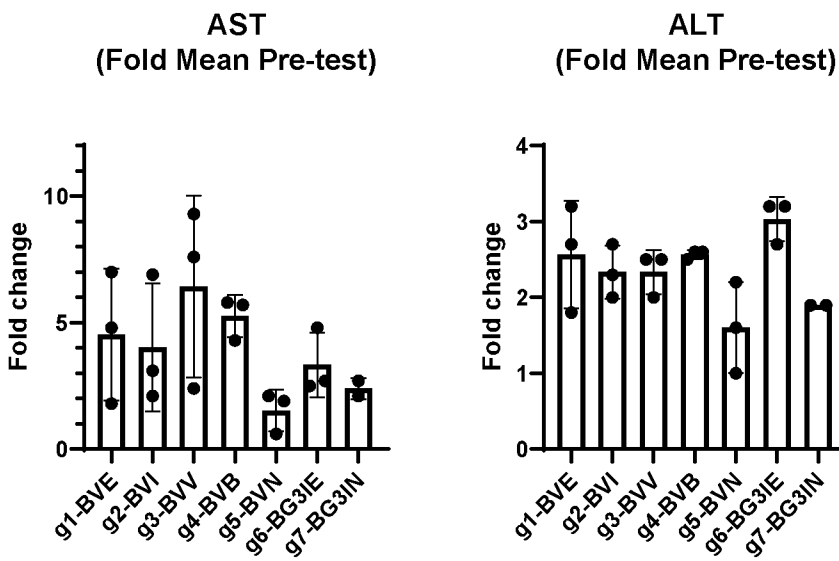 AST
(Fold Mean Pre-test)
Fold change
10
5
0
g1-BVE
g2-BVI
g3-BVV
g4-BVB
g5-BVN
g6-BG3IE
g7-BG3IN
ALT
(Fold Mean Pre-test)
Fold change
4
3
2
1
0
g1-BVE
g2-BVI
g3-BVV
g4-BVB
g5-BVN
g6-BG3IE
g7-BG3IN